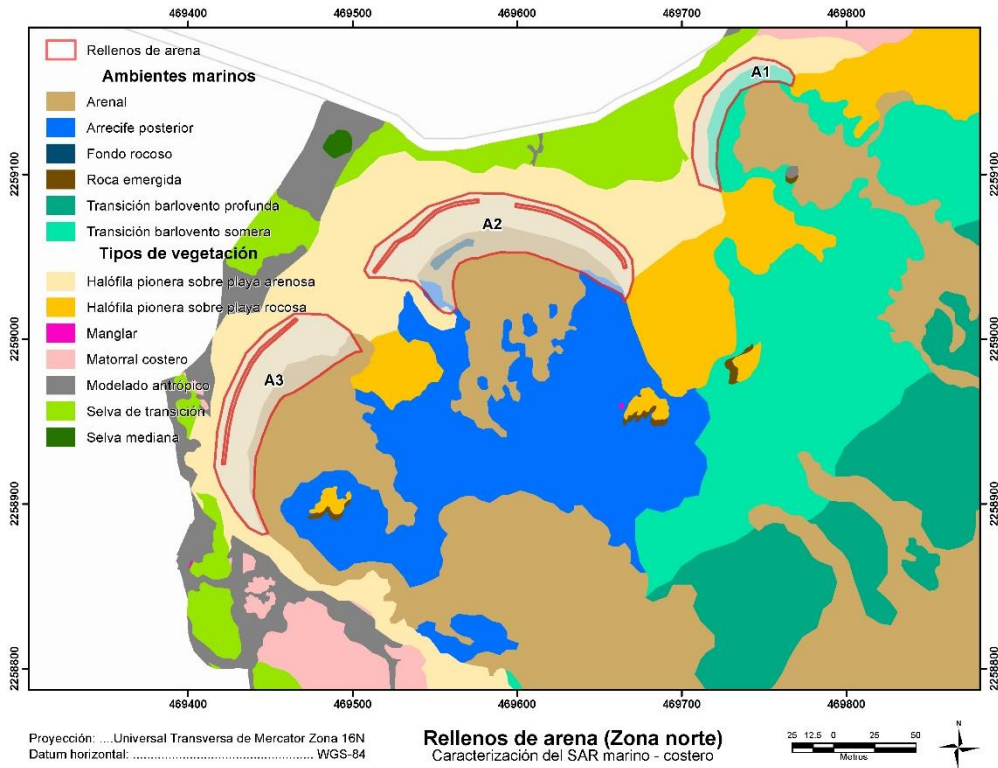 469400 469500 469600 469700 469800
Rellenos de arena
Ambientes marinos
Arenal
Arrecife posterior
Fondo rocoso
Roca emergida
Transición barlovento profunda
Transición barlovento somera
Tipos de vegetación
Halófila pionera sobre playa arenosa
Halófila pionera sobre playa rocosa
Manglar
Matorral costero
Modelado antrópico
Selva de transición
Selva mediana
A1
A2
A3
2259100
2259000
2258900
2258800
2259100
2259000
2258900
2258800
469400 469500 469600 469700 469800
Proyección: ....Universal Transversa de Mercator Zona 16N
Datum horizontal: ........................................ WGS-84
Rellenos de arena (Zona norte)
Caracterización del SAR marino - costero
25 12.5 0 25 50
Metros
N